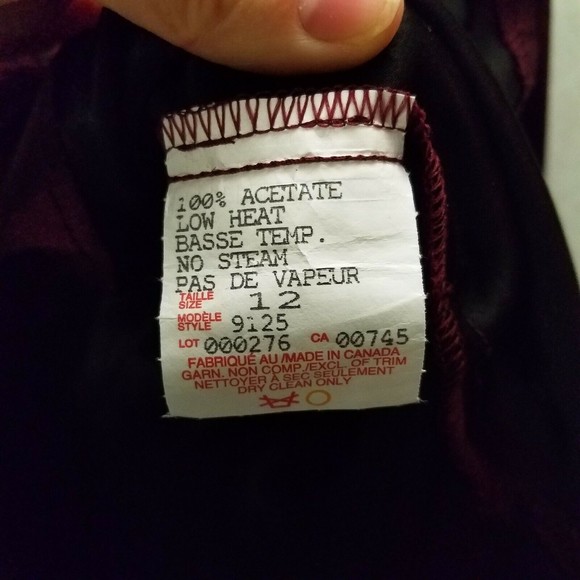 100% ACETATE
LOW HEAT
BASSE TEMP.
NO STEAM
PAS DE VAPEUR
TAILLE
SIZE 12
MODÈLE
STYLE 9125
LOT 000276 CA 00745
FABRIQUÉ AU/MADE IN CANADA
GARN. NON COMP./EXCL. OF TRIM
NETTOYER À SEC SEULEMENT
DRY CLEAN ONLY